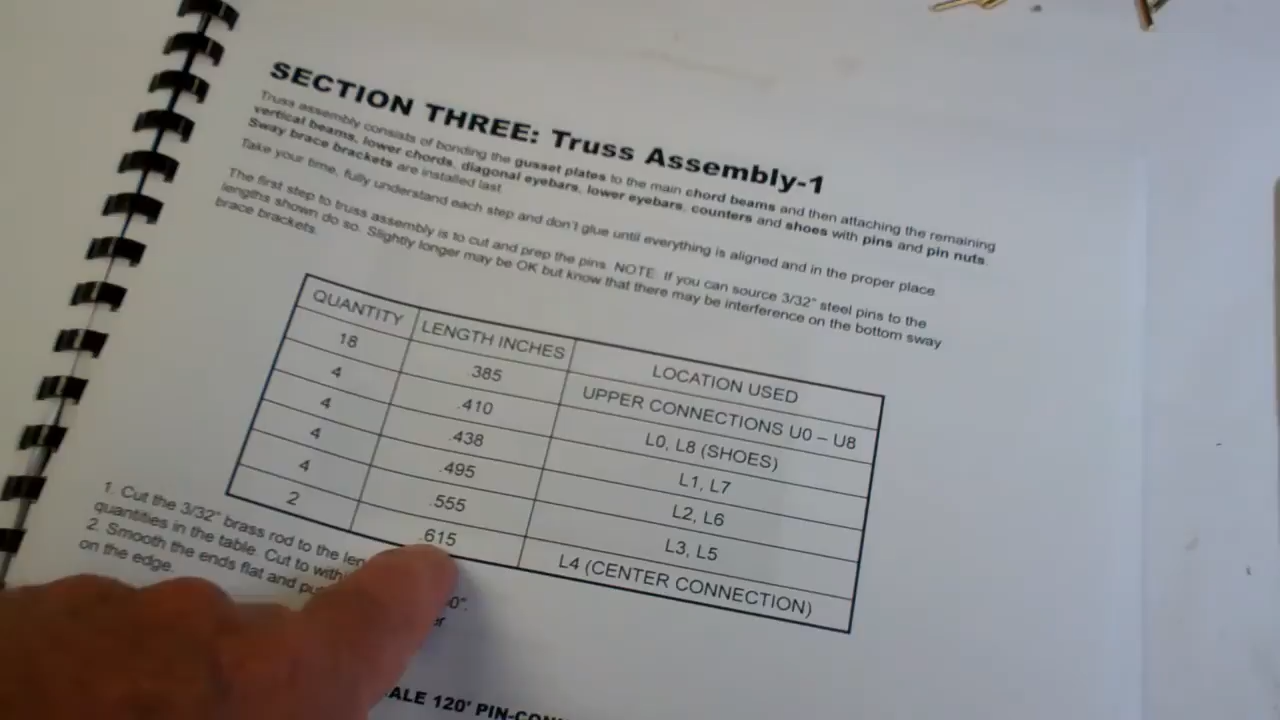 SECTION THREE: Truss Assembly-1
Truss assembly consists of bonding the gusset plates to the main chord beams and then attaching the remaining
vertical beams, lower chords, diagonal eyebars, lower eyebars, counters and shoes with pins and pin nuts.
Sway brace brackets are installed last
Take your time, fully understand each step and don't glue until everything is aligned and in the proper place
The first step to truss assembly is to cut and prep the pins. NOTE: If you can source 3/32" steel pins to the
lengths shown do so. Slightly longer may be OK but know that there may be interference on the bottom sway
brace brackets.
QUANTITY LENGTH INCHES LOCATION USED
18 .385 UPPER CONNECTIONS U0 – U8
4 .410 L0, L8 (SHOES)
4 .438 L1, L7
4 .495 L2, L6
4 .555 L3, L5
2 .615 L4 (CENTER CONNECTION)
1. Cut the 3/32" brass rod to the len
quantities in the table. Cut to with
2. Smooth the ends flat and pu
on the edge.
0".
er
ALE 120' PIN-CON